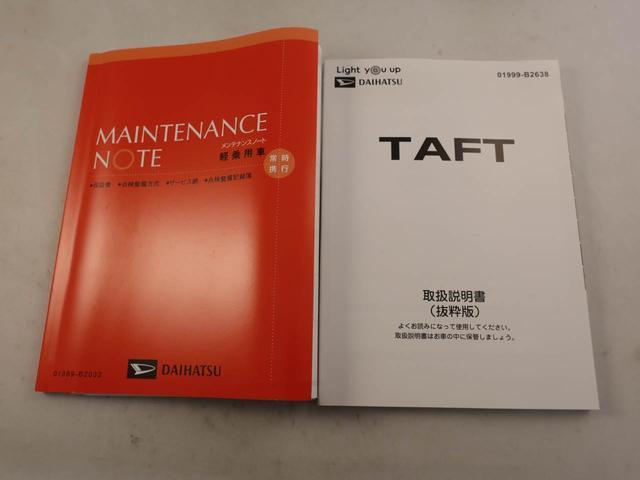 MAINTENANCE
NOTE
メンテナンスノート
軽乗用車
常時
携行
●保証書 ●点検整備方式 ●サービス網 ●点検整備記録簿
DAIHATSU
01989-B2032
Light you up
DAIHATSU
01999-B2638
TAFT
取扱説明書
（抜粋版）
よくお読みになって使用してください。
取扱説明書はお車の中に保管しましょう。